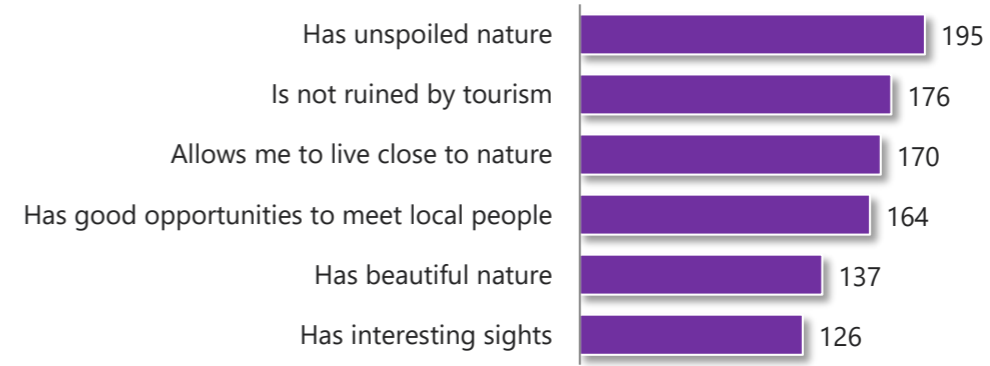 Has unspoiled nature 195
Is not ruined by tourism 176
Allows me to live close to nature 170
Has good opportunities to meet local people 164
Has beautiful nature 137
Has interesting sights 126